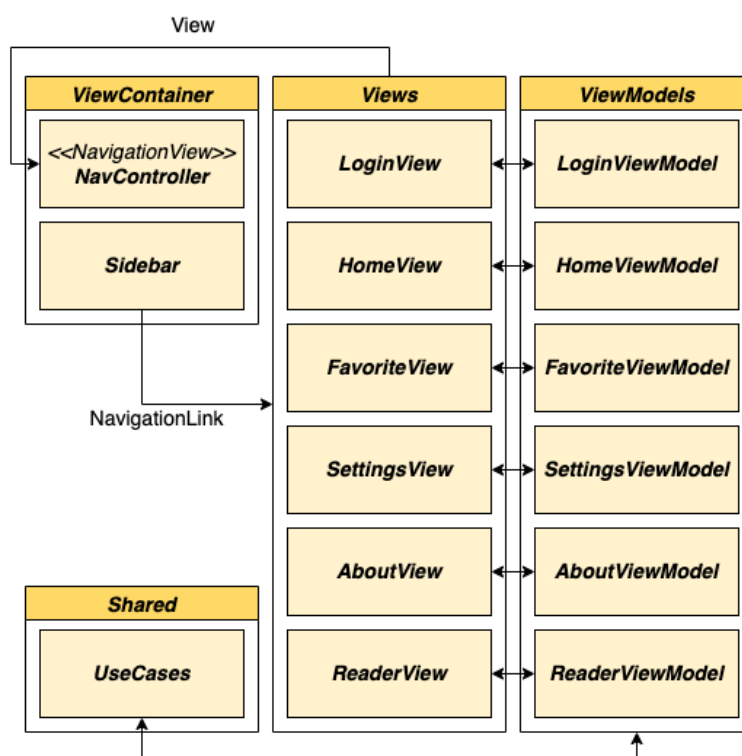 View
ViewContainer
<<NavigationView>>
NavController
Sidebar
NavigationLink
Shared
UseCases
Views
LoginView
HomeView
FavoriteView
SettingsView
AboutView
ReaderView
ViewModels
LoginViewModel
HomeViewModel
FavoriteViewModel
SettingsViewModel
AboutViewModel
ReaderViewModel